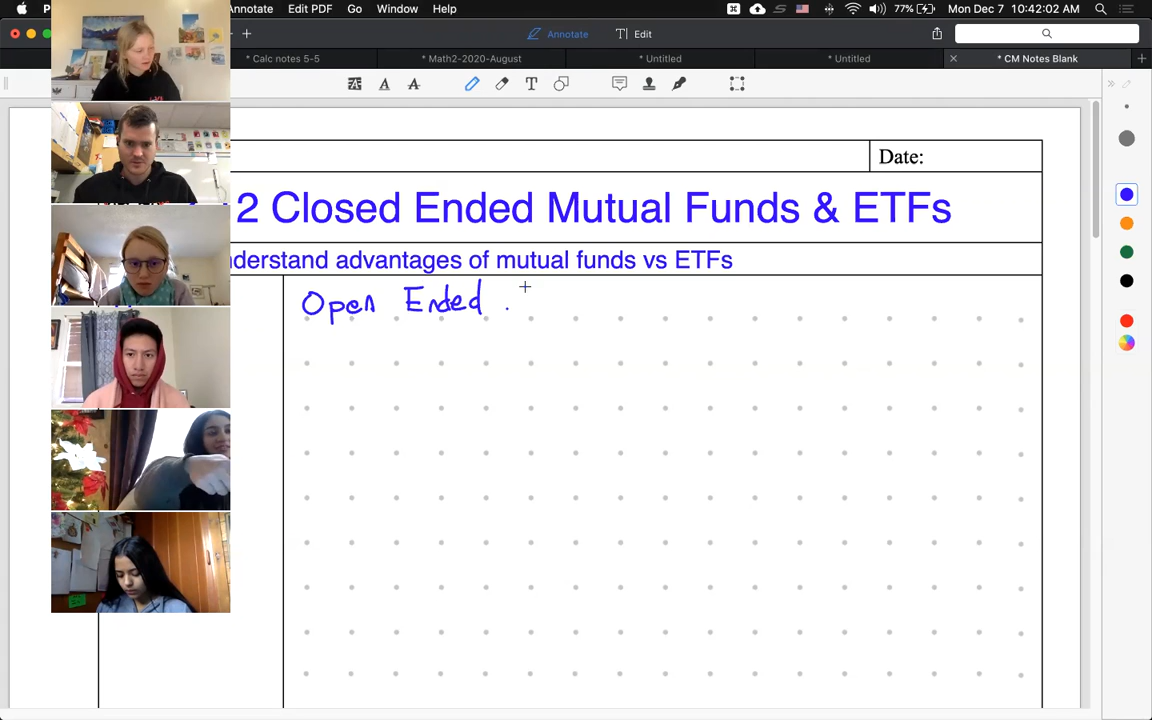 Annotate Edit PDF Go Window Help 77% Mon Dec 7 10:42:02 AM
Annotate Edit
* Calc notes 5-5 * Math2-2020-August * Untitled * Untitled * CM Notes Blank
Date:
2 Closed Ended Mutual Funds & ETFs
nderstand advantages of mutual funds vs ETFs
Open Ended .